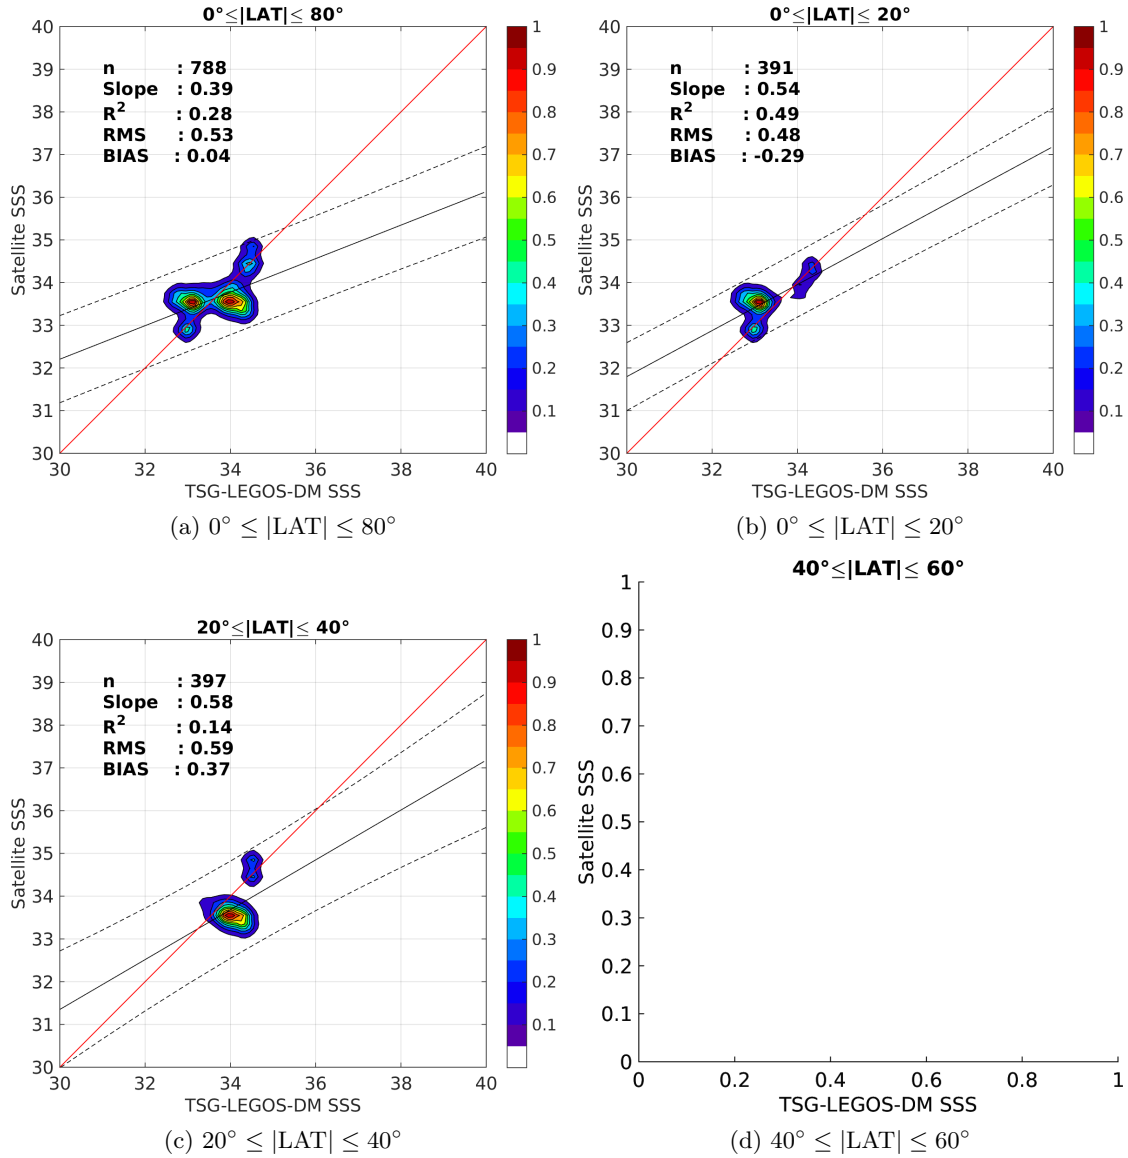 0°≤|LAT|≤ 80°
n : 788
Slope : 0.39
R2 : 0.28
RMS : 0.53
BIAS : 0.04
40
39
38
37
36
35
34
33
32
31
30
30 32 34 36 38 40
Satellite SSS
TSG-LEGOS-DM SSS
1
0.9
0.8
0.7
0.6
0.5
0.4
0.3
0.2
0.1
(a) 0° ≤ |LAT| ≤ 80°
0°≤|LAT|≤ 20°
n : 391
Slope : 0.54
R2 : 0.49
RMS : 0.48
BIAS : -0.29
40
39
38
37
36
35
34
33
32
31
30
30 32 34 36 38 40
Satellite SSS
TSG-LEGOS-DM SSS
1
0.9
0.8
0.7
0.6
0.5
0.4
0.3
0.2
0.1
(b) 0° ≤ |LAT| ≤ 20°
20°≤|LAT|≤ 40°
n : 397
Slope : 0.58
R2 : 0.14
RMS : 0.59
BIAS : 0.37
40
39
38
37
36
35
34
33
32
31
30
30 32 34 36 38 40
Satellite SSS
TSG-LEGOS-DM SSS
1
0.9
0.8
0.7
0.6
0.5
0.4
0.3
0.2
0.1
(c) 20° ≤ |LAT| ≤ 40°
40°≤|LAT|≤ 60°
1
0.9
0.8
0.7
0.6
0.5
0.4
0.3
0.2
0.1
0
0 0.2 0.4 0.6 0.8 1
Satellite SSS
TSG-LEGOS-DM SSS
(d) 40° ≤ |LAT| ≤ 60°